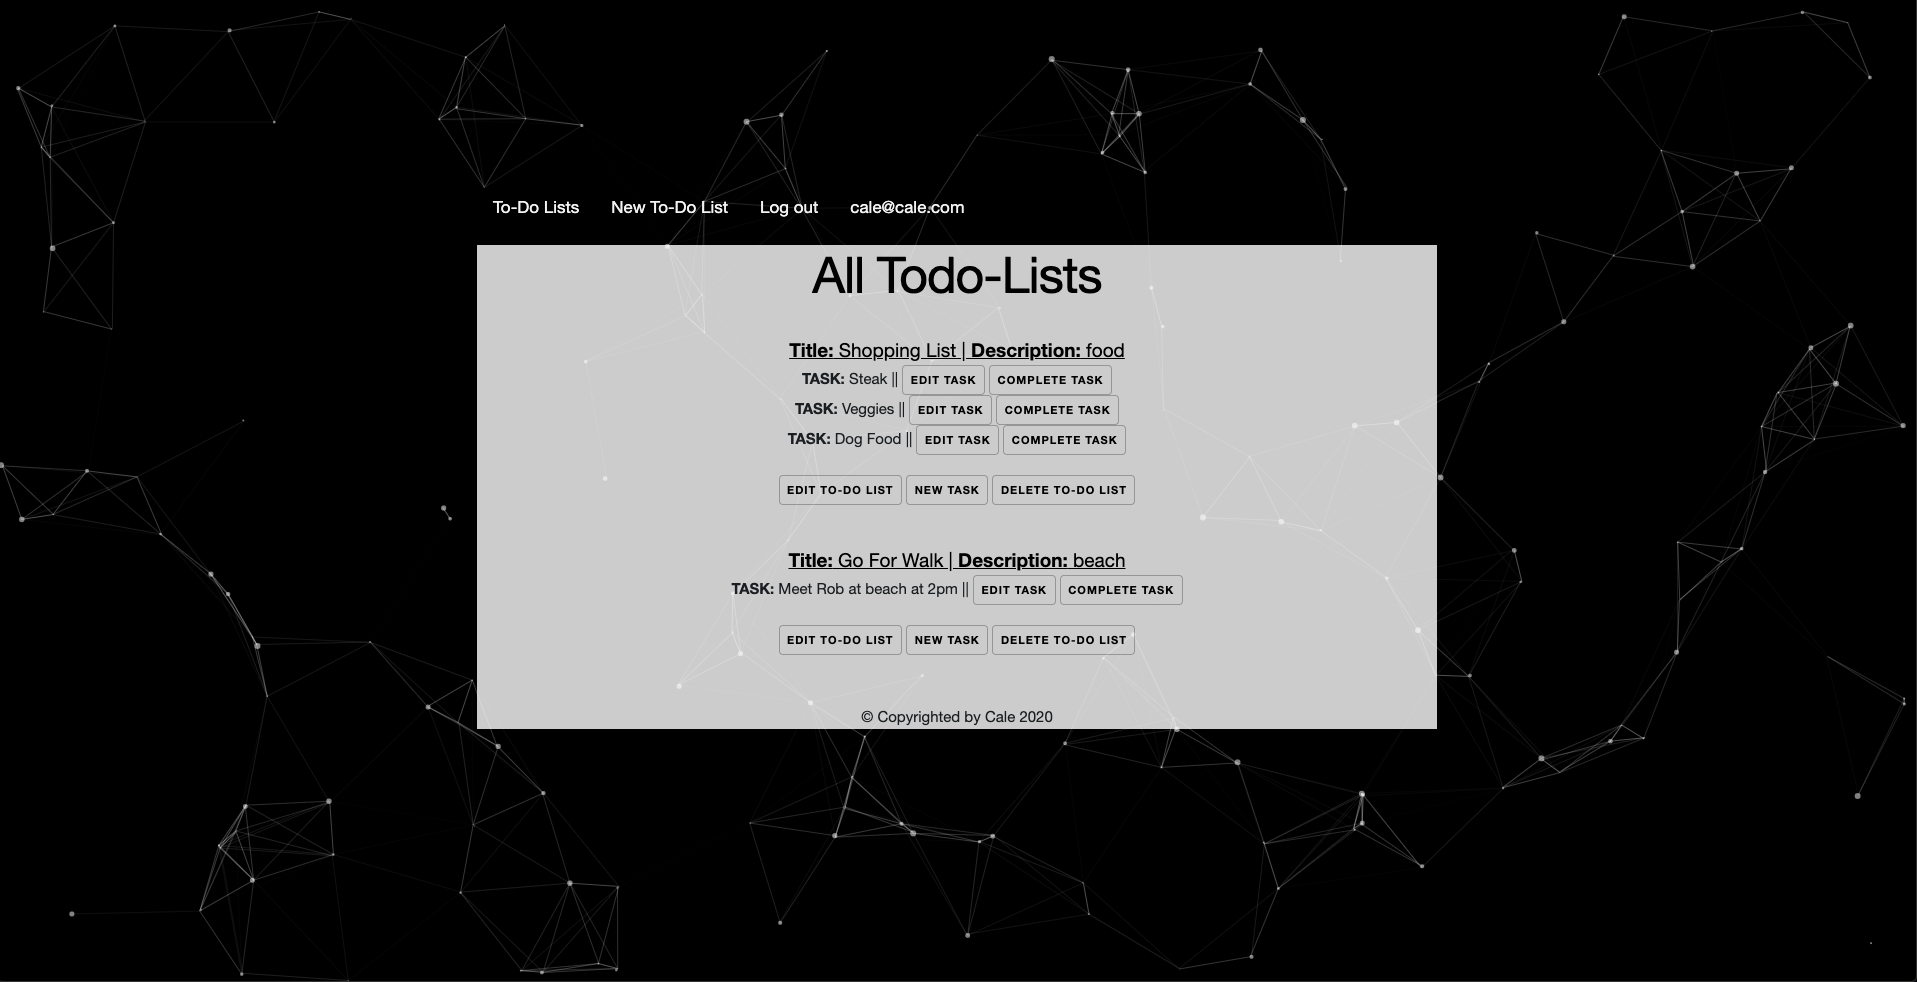 To-Do Lists New To-Do List Log out cale@cale.com
All Todo-Lists
Title: Shopping List | Description: food
TASK: Steak || EDIT TASK COMPLETE TASK
TASK: Veggies || EDIT TASK COMPLETE TASK
TASK: Dog Food || EDIT TASK COMPLETE TASK
EDIT TO-DO LIST NEW TASK DELETE TO-DO LIST
Title: Go For Walk | Description: beach
TASK: Meet Rob at beach at 2pm || EDIT TASK COMPLETE TASK
EDIT TO-DO LIST NEW TASK DELETE TO-DO LIST
© Copyrighted by Cale 2020